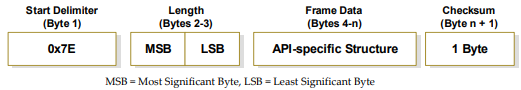 Start Delimiter Length Frame Data Checksum
(Byte 1) (Bytes 2-3) (Bytes 4-n) (Byte n + 1)
0x7E MSB LSB API-specific Structure 1 Byte
MSB = Most Significant Byte, LSB = Least Significant Byte